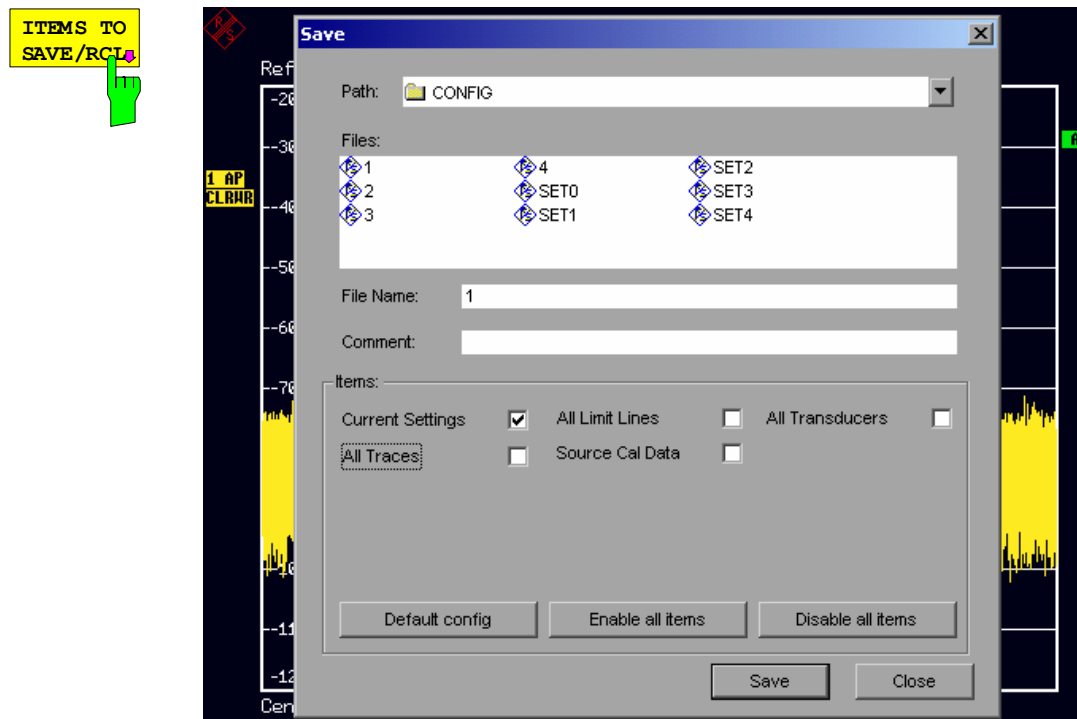 ITEMS TO
SAVE/RCL
R
S
Save
Ref
Path: CONFIG
-20
Files:
-30
1 4 SET2
2 SET0 SET3
3 SET1 SET4
1 AP
CLRWR
-40
-50
File Name: 1
-60
Comment:
-70
Items:
Current Settings All Limit Lines All Transducers
All Traces Source Cal Data
Default config Enable all items Disable all items
-11
-12
Save Close
Cen